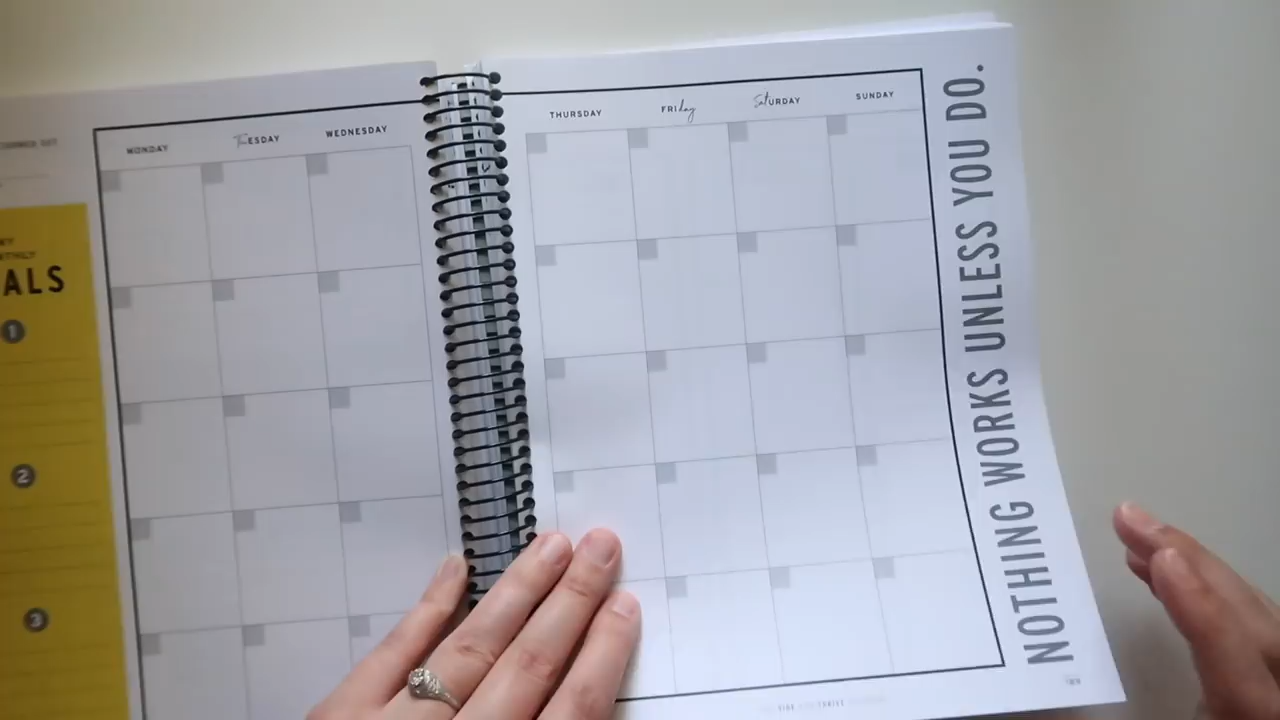 MONDAY
TUESDAY
WEDNESDAY
THURSDAY
FRIday
SATURDAY
SUNDAY
ALS
1
2
3
NOTHING WORKS UNLESS YOU DO.